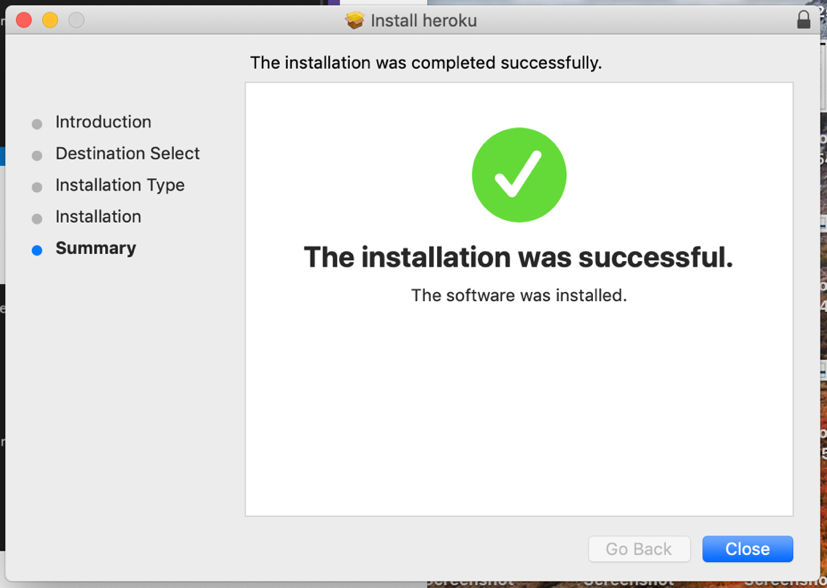 Install heroku
The installation was completed successfully.
Introduction
Destination Select
Installation Type
Installation
Summary
The installation was successful.
The software was installed.
Go Back
Close